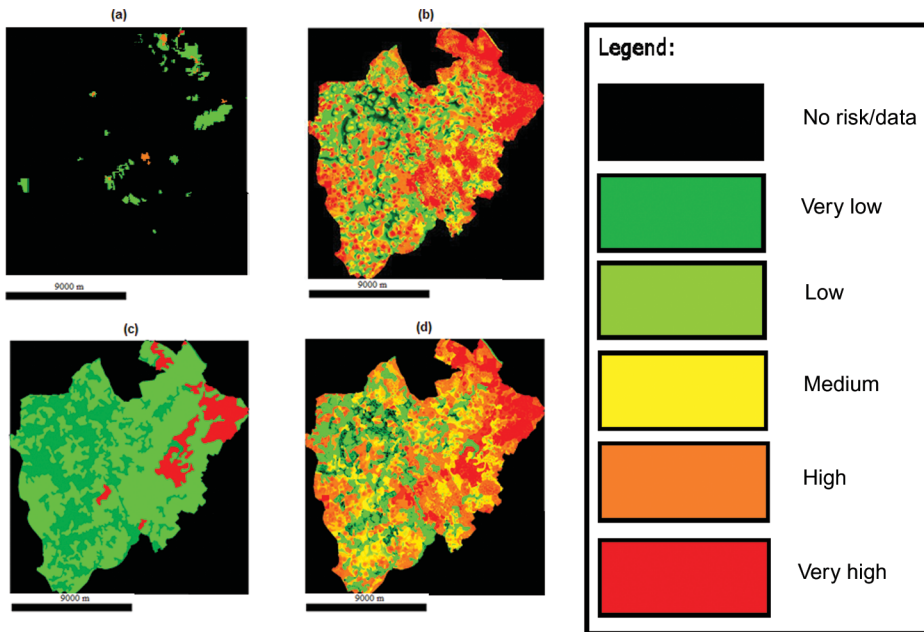 (a)
(b)
9000 m
9000 m
(c)
(d)
9000 m
9000 m
Legend:
No risk/data
Very low
Low
Medium
High
Very high